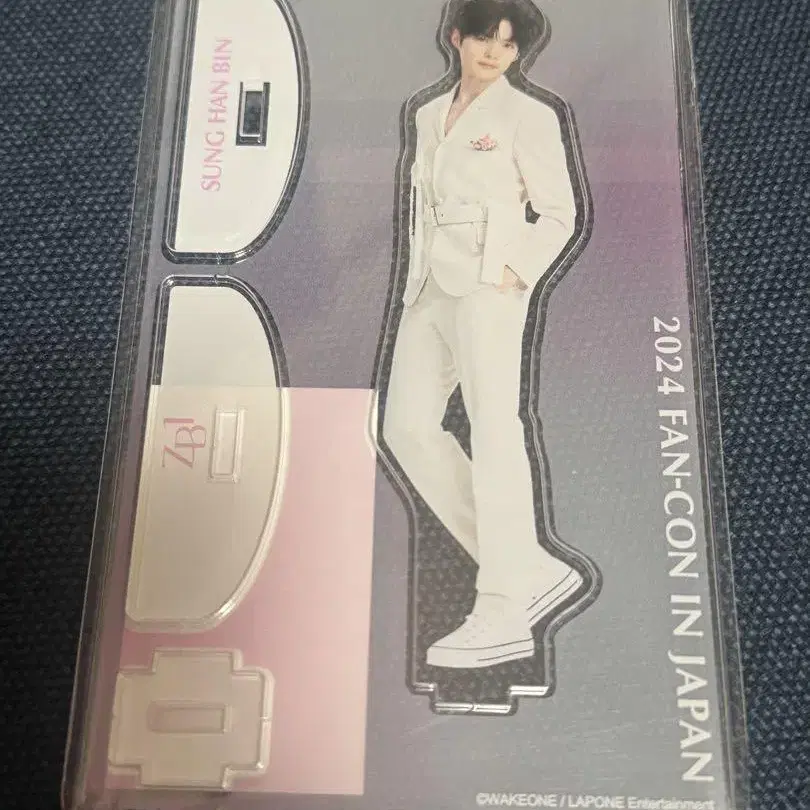 SUNG HAN BIN
ZB1
2024 FAN-CON IN JAPAN
©WAKEONE / LAPONE Entertainment